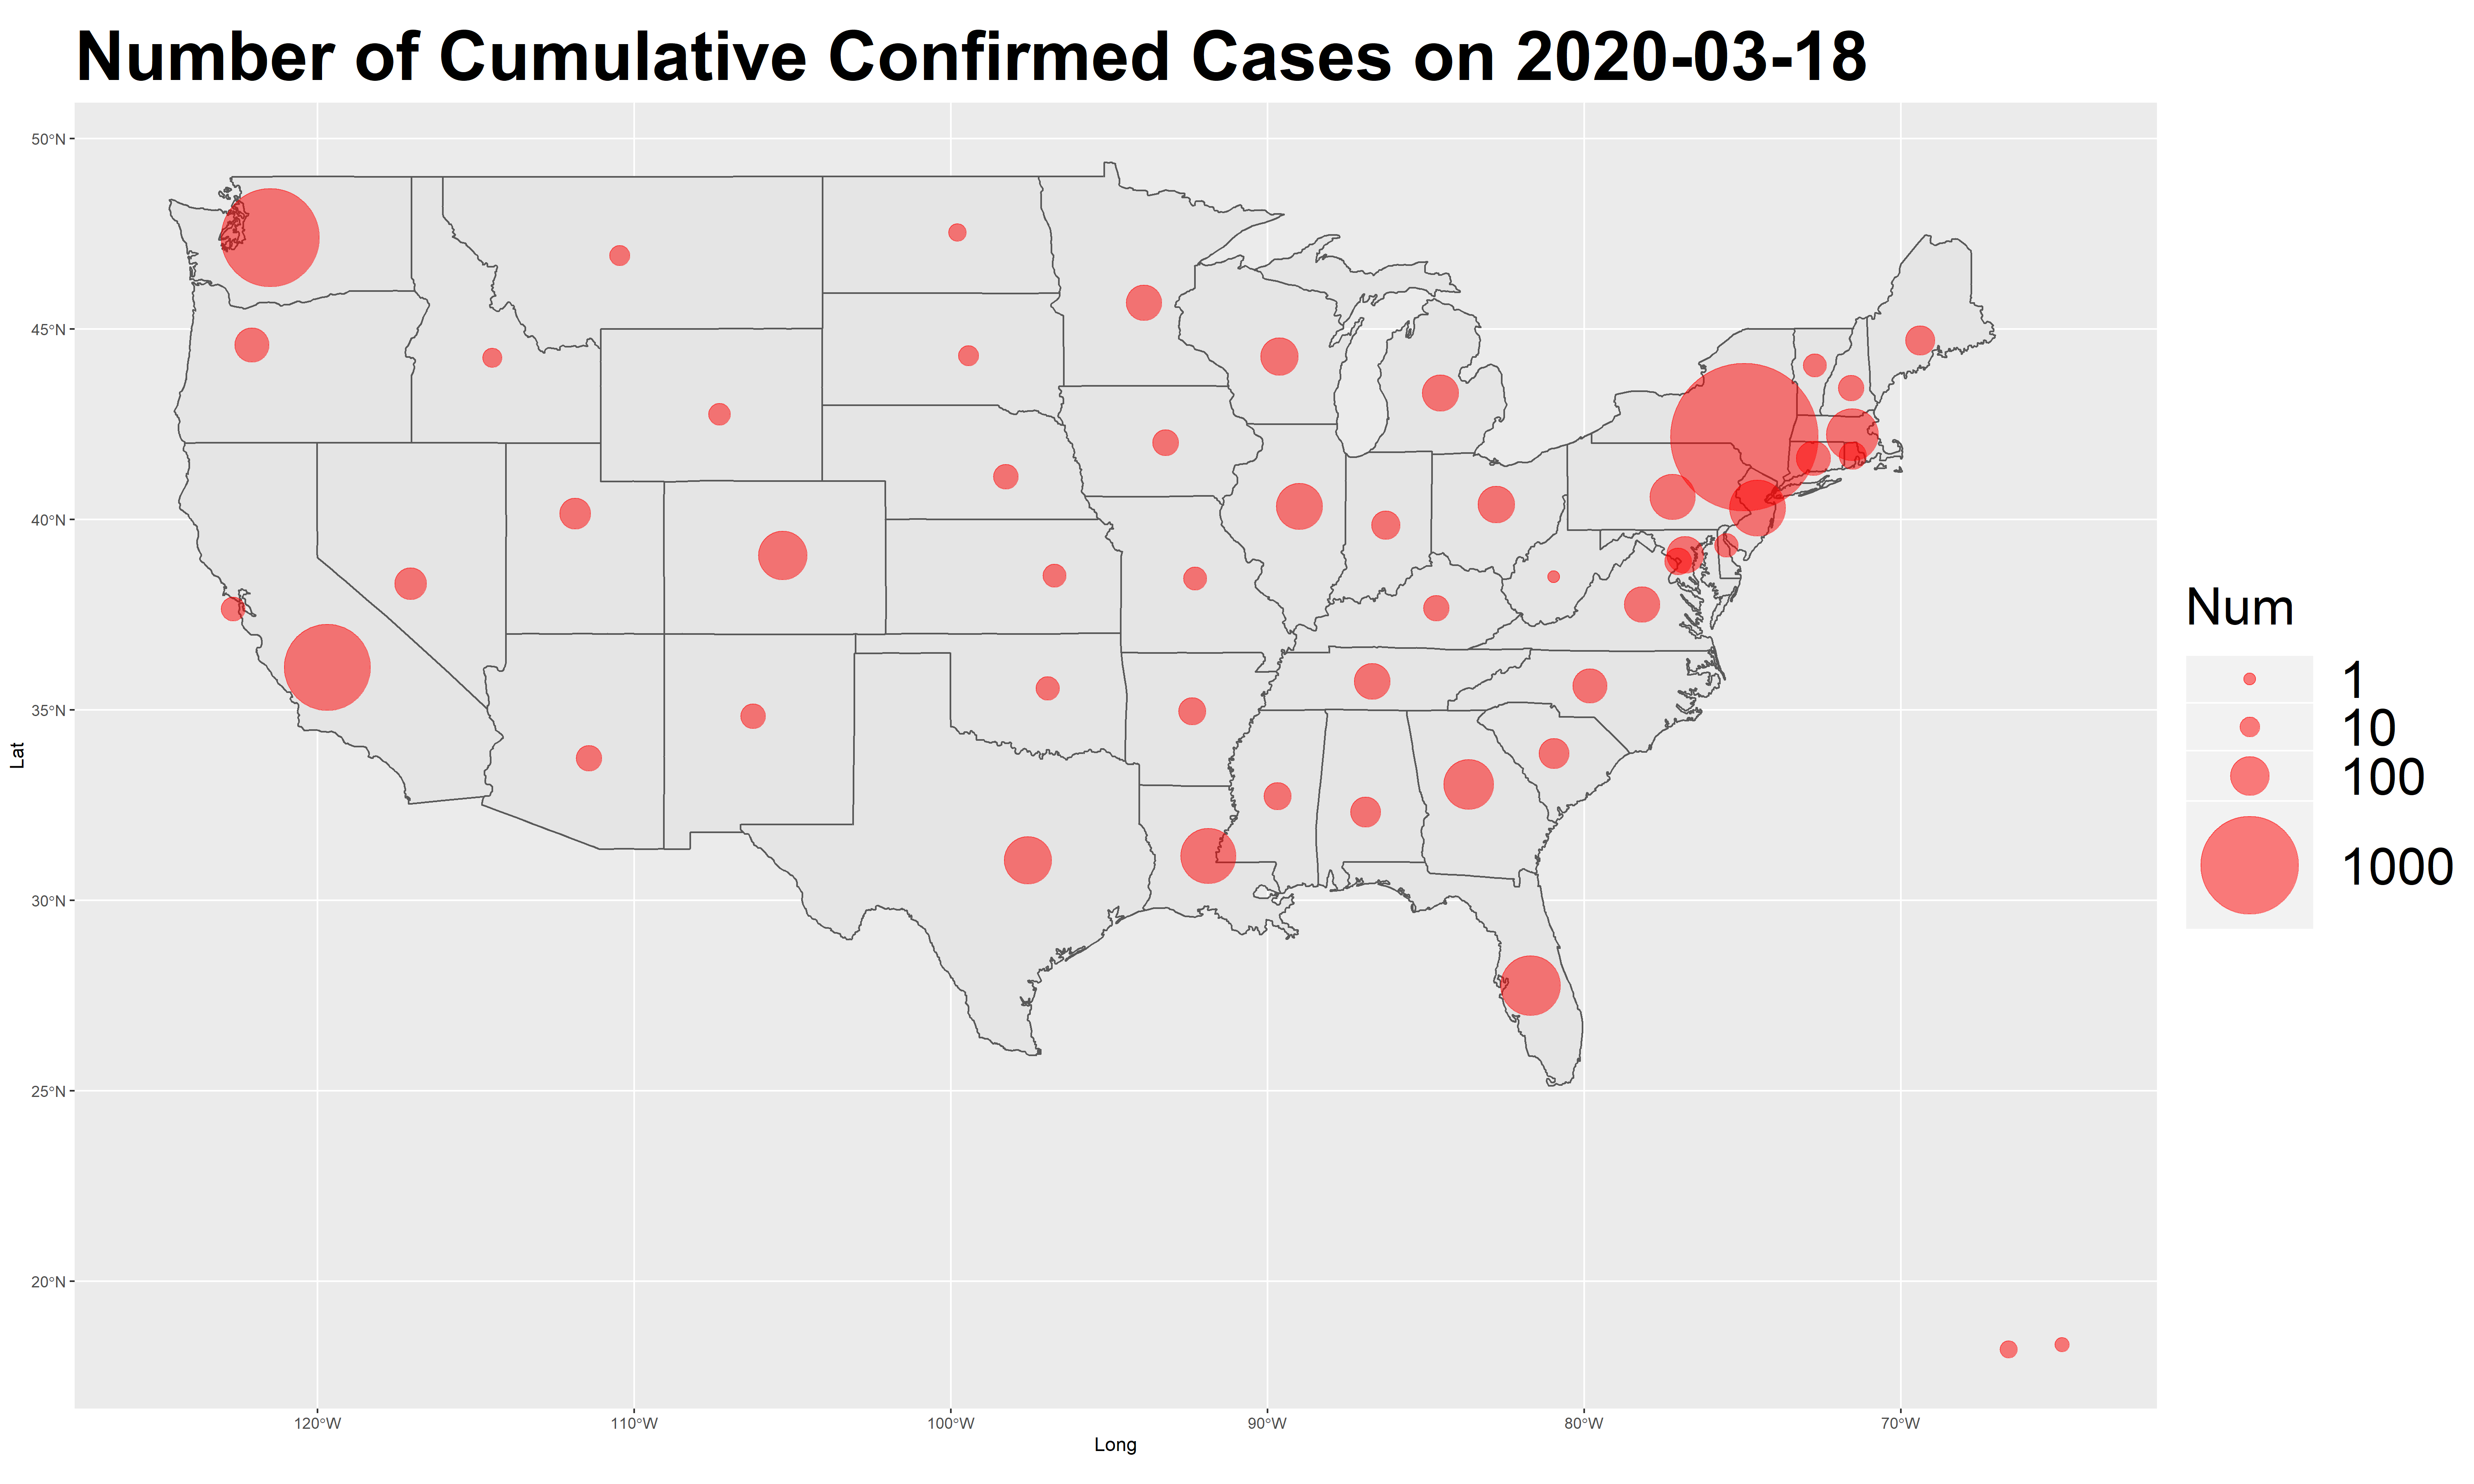 Number of Cumulative Confirmed Cases on 2020-03-18
50°N
45°N
40°N
35°N
30°N
25°N
20°N
Lat
120°W 110°W 100°W 90°W 80°W 70°W
Long
Num
1
10
100
1000